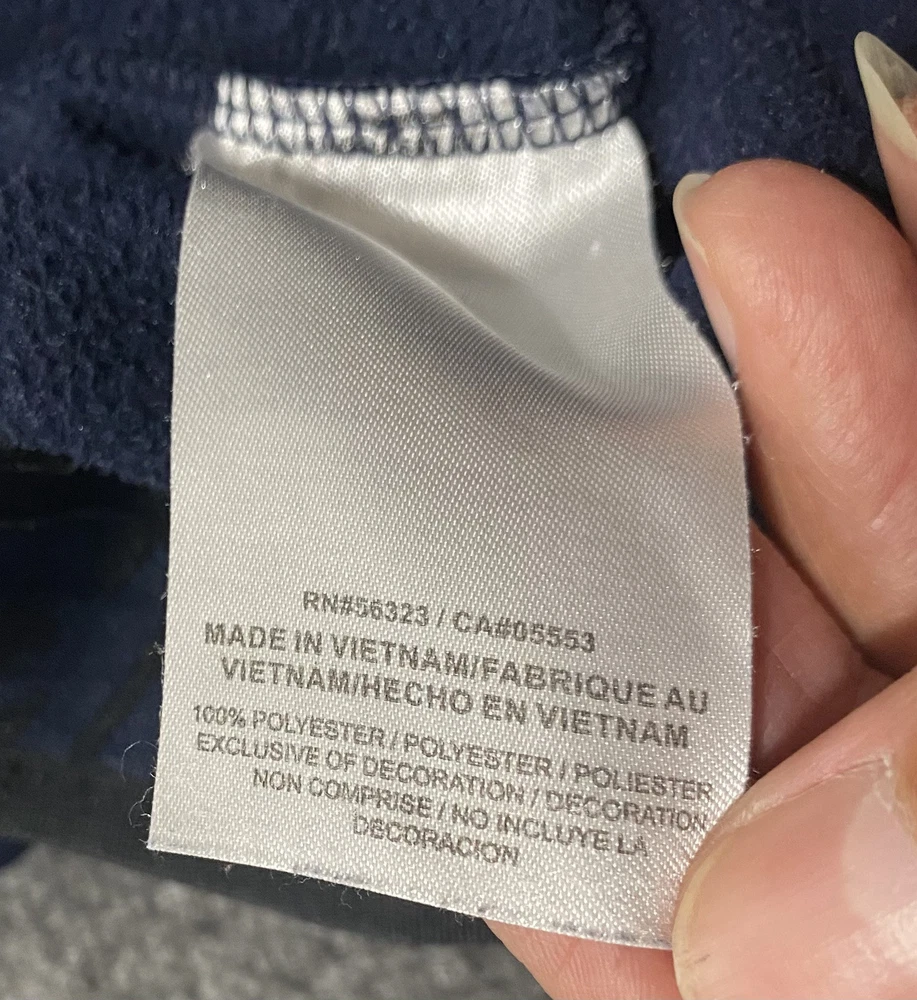 RN#56323 / CA#05553
MADE IN VIETNAM/FABRIQUE AU
VIETNAM/HECHO EN VIETNAM
100% POLYESTER / POLYESTER / POLIESTER
EXCLUSIVE OF DECORATION / DECORATION
NON COMPRISE / NO INCLUYE LA
DECORACION